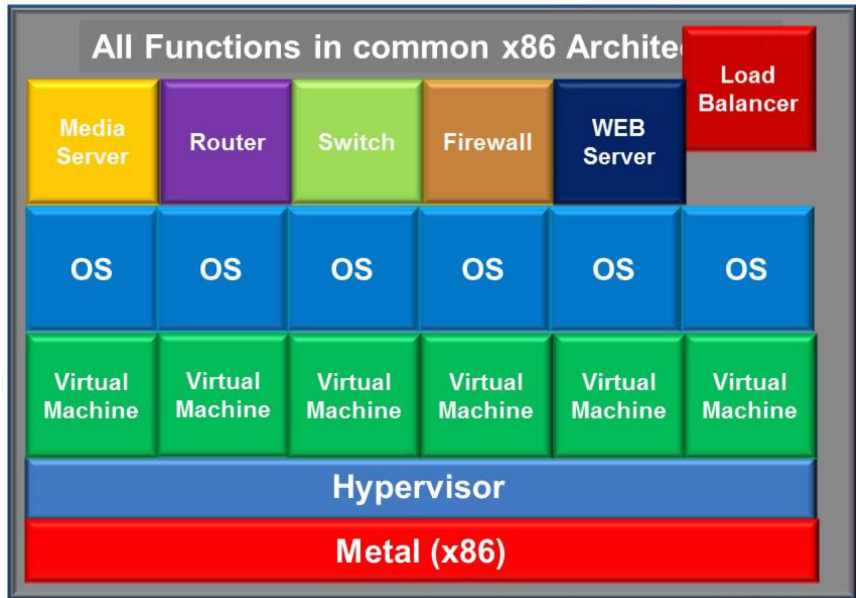 All Functions in common x86 Archite
Load
Balancer
Media
Server
Router
Switch
Firewall
WEB
Server
OS
OS
OS
OS
OS
OS
Virtual
Machine
Virtual
Machine
Virtual
Machine
Virtual
Machine
Virtual
Machine
Virtual
Machine
Hypervisor
Metal (x86)